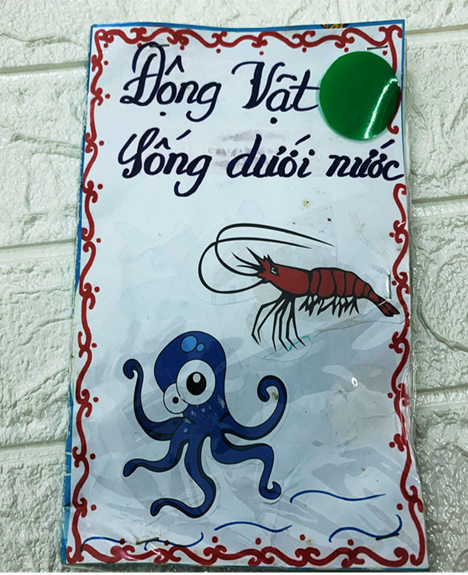 Động Vật
Sống dưới nước